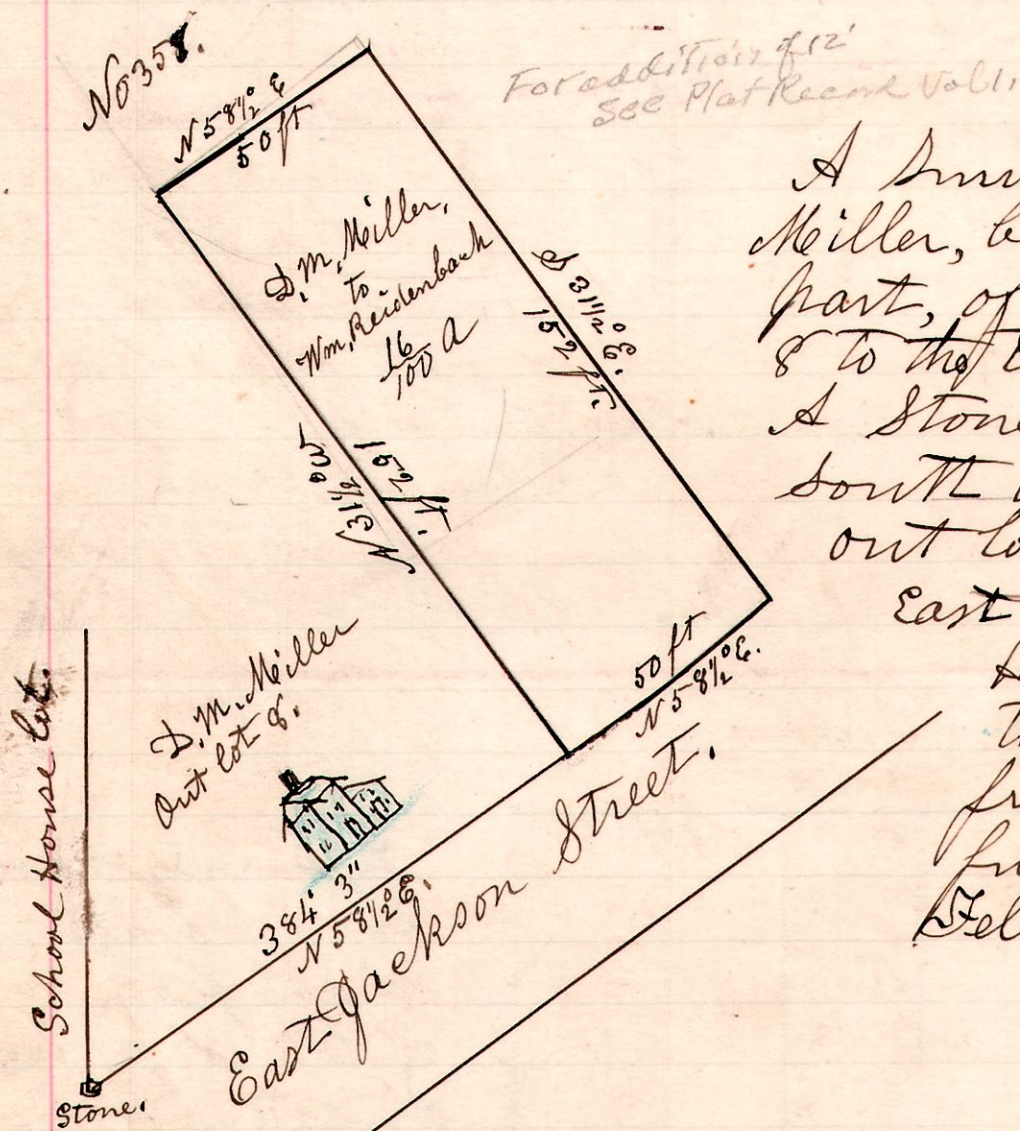 No 358.
For addition of 12'
See Plat Record Vol 1,
N 58½° E
50 ft
D. M. Miller,
to
Wm. Reidenbach
16/100 A
S 31½° E.
152 ft.
N 31½° W
152 ft.
50 ft
N 58½° E.
D. M. Miller
Out lot 8.
384' 3"
N 58½° E.
East Jackson Street.
School House lot.
Stone.
A
Miller,
part, of
8 to the
A Stone
South
out
East